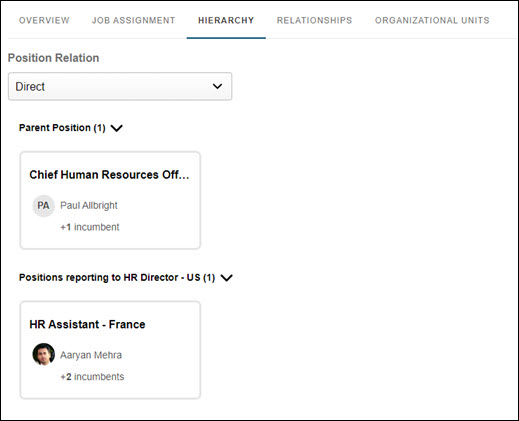 OVERVIEW JOB ASSIGNMENT HIERARCHY RELATIONSHIPS ORGANIZATIONAL UNITS
Position Relation
Direct
Parent Position (1)
Chief Human Resources Off...
PA Paul Allbright
+1 incumbent
Positions reporting to HR Director - US (1)
HR Assistant - France
Aaryan Mehra
+2 incumbents